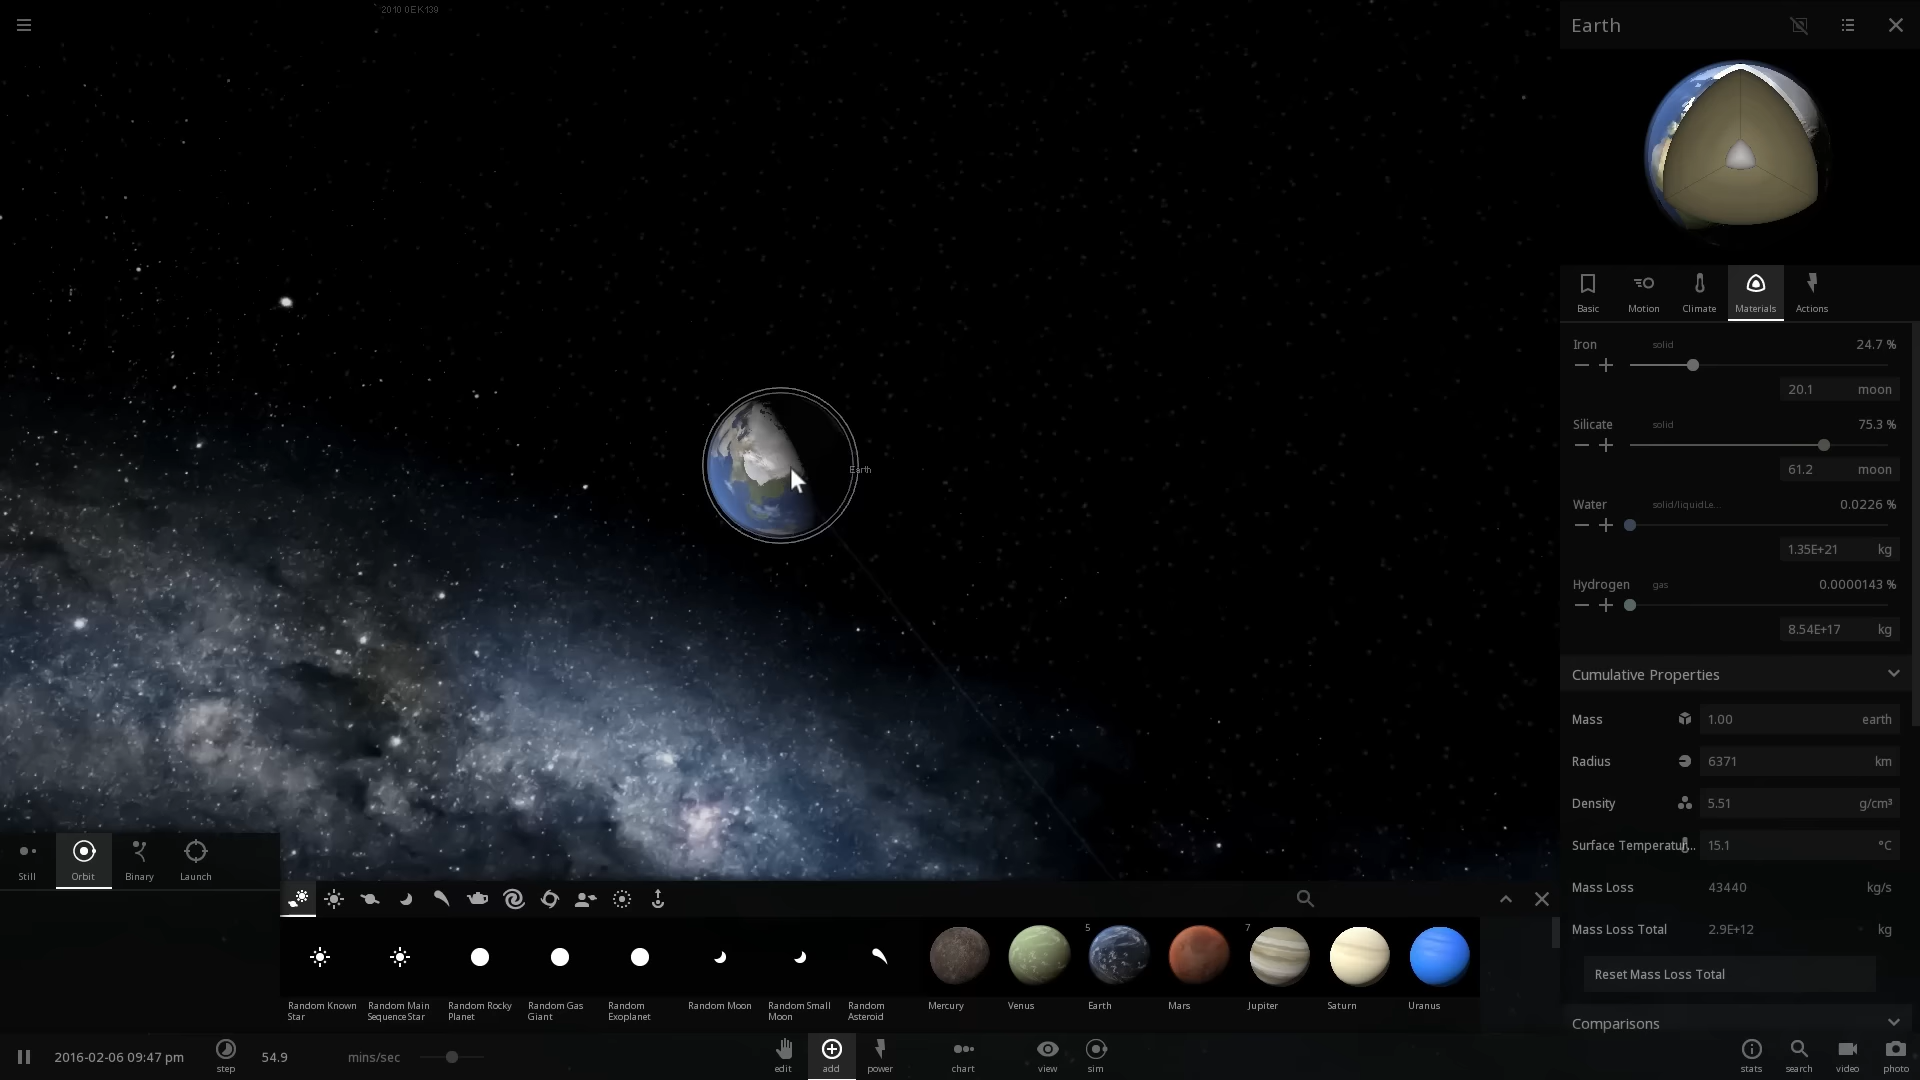 2010 0EK139
Earth
Earth
Basic
Motion
Climate
Materials
Actions
Iron solid 24.7 %
20.1 moon
Silicate solid 75.3 %
61.2 moon
Water solid/liquidLe... 0.0226 %
1.35E+21 kg
Hydrogen gas 0.0000143 %
8.54E+17 kg
Cumulative Properties
Mass 1.00 earth
Radius 6371 km
Density 5.51 g/cm³
Surface Temperatur... 15.1 °C
Mass Loss 43440 kg/s
Mass Loss Total 2.9E+12 kg
Reset Mass Loss Total
Comparisons
Still
Orbit
Binary
Launch
5
7
Random Known
Star
Random Main
Sequence Star
Random Rocky
Planet
Random Gas
Giant
Random
Exoplanet
Random Moon
Random Small
Moon
Random
Asteroid
Mercury
Venus
Earth
Mars
Jupiter
Saturn
Uranus
2016-02-06 09:47 pm
step
54.9 mins/sec
edit
add
power
chart
view
sim
stats
search
video
photo